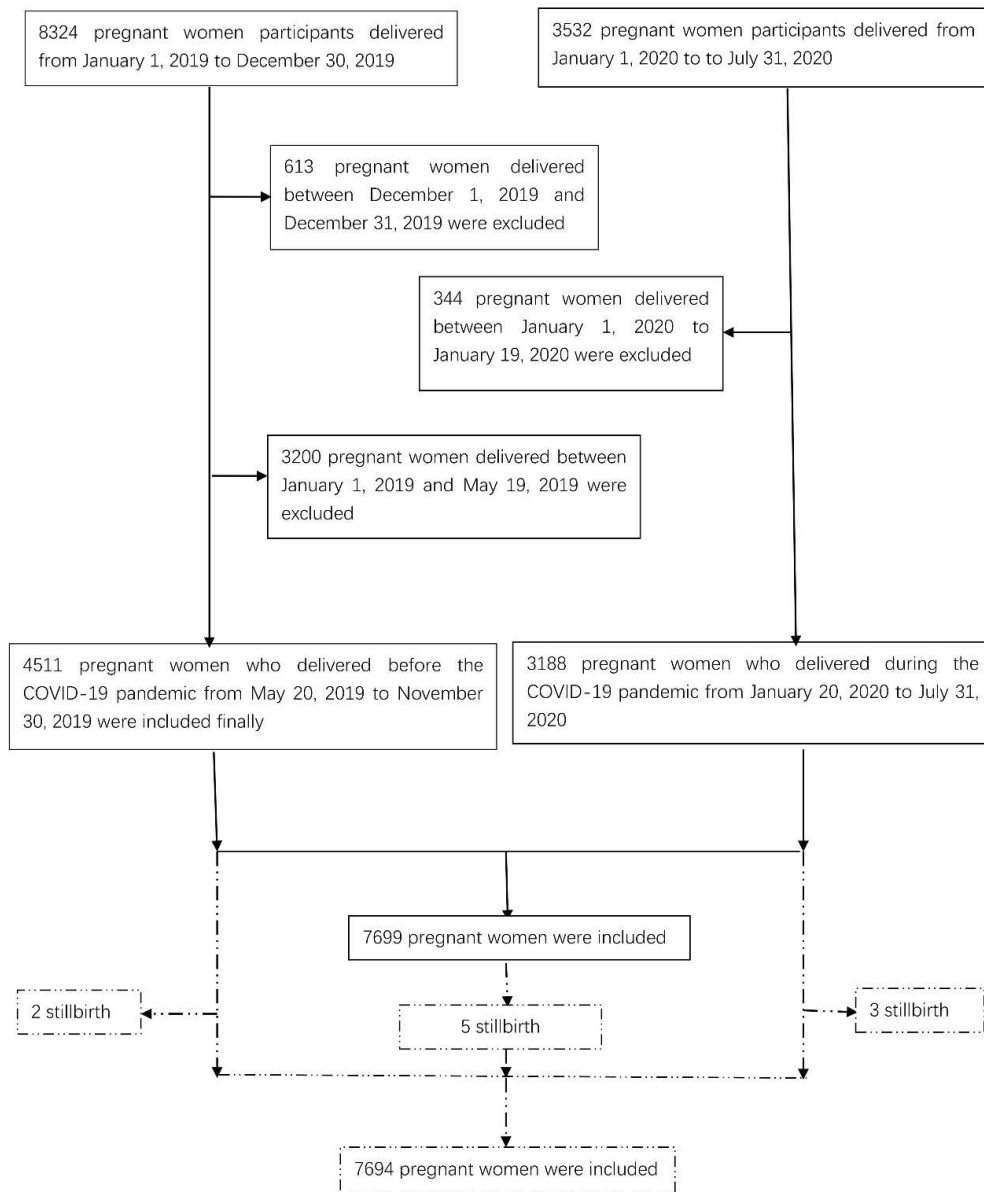 8324 pregnant women participants delivered
from January 1, 2019 to December 30, 2019
3532 pregnant women participants delivered from
January 1, 2020 to to July 31, 2020
613 pregnant women delivered
between December 1, 2019 and
December 31, 2019 were excluded
344 pregnant women delivered
between January 1, 2020 to
January 19, 2020 were excluded
3200 pregnant women delivered between
January 1, 2019 and May 19, 2019 were
excluded
4511 pregnant women who delivered before the
COVID-19 pandemic from May 20, 2019 to November
30, 2019 were included finally
3188 pregnant women who delivered during the
COVID-19 pandemic from January 20, 2020 to July 31,
2020
7699 pregnant women were included
2 stillbirth
5 stillbirth
3 stillbirth
7694 pregnant women were included